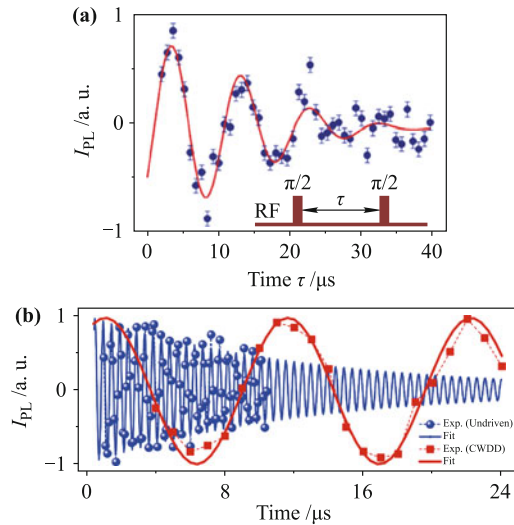 (a)
1
0
−1
I_PL /a. u.
π/2
π/2
τ
RF
0
10
20
30
40
Time τ /μs
(b)
1
0
−1
I_PL /a. u.
Exp. (Undriven)
Fit
Exp. (CWDD)
Fit
0
8
16
24
Time /μs